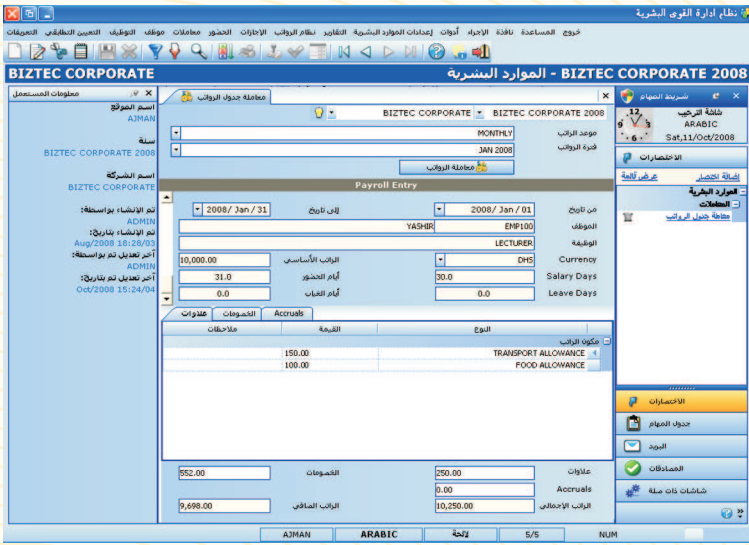 نظام ادارة القوى البشرية
خروج المساعدة نافذة الإجراء أدوات إعدادات الموارد البشرية التقارير نظام الرواتب الإجازات الحضور معاملات موظف التوظيف التعيين التطابقي التعريفات
BIZTEC CORPORATE
BIZTEC CORPORATE 2008 - الموارد البشرية
شريط المهام
شاشة الترحيب
ARABIC
Sat,11/Oct/2008
12
9 3
6
الاختصارات
إضافة اختصار عرض قائمة
الموارد البشرية
المعاملات
معاملة جدول الرواتب
الاختصارات
جدول المهام
البريد
المصادقات
شاشات ذات صلة
معاملة جدول الرواتب
BIZTEC CORPORATE BIZTEC CORPORATE 2008
موعد الراتب MONTHLY
فترة الرواتب JAN 2008
معاملة الرواتب
Payroll Entry
من تاريخ 2008/ Jan / 01 إلى تاريخ 2008/ Jan / 31
الموظف EMP100 YASHIR
الوظيفة LECTURER
Currency DHS الراتب الأساسي 10,000.00
Salary Days 30.0 أيام الحضور 31.0
Leave Days 0.0 أيام الغياب 0.0
علاوات الخصومات Accruals
النوع القيمة ملاحظات
مكون الراتب
TRANSPORT ALLOWANCE 150.00
FOOD ALLOWANCE 100.00
علاوات 250.00 الخصومات 552.00
Accruals 0.00
الراتب الإجمالي 10,250.00 الراتب الصافي 9,698.00
معلومات المستعمل
اسم الموقع
AJMAN
سنة
BIZTEC CORPORATE 2008
اسم الشركة
BIZTEC CORPORATE
تم الإنشاء بواسطة:
ADMIN
تم الإنشاء بتاريخ:
Aug/2008 18:28/03
آخر تعديل تم بواسطة:
ADMIN
آخر تعديل تم بتاريخ:
Oct/2008 15:24/04
AJMAN ARABIC لائحة 5/5 NUM